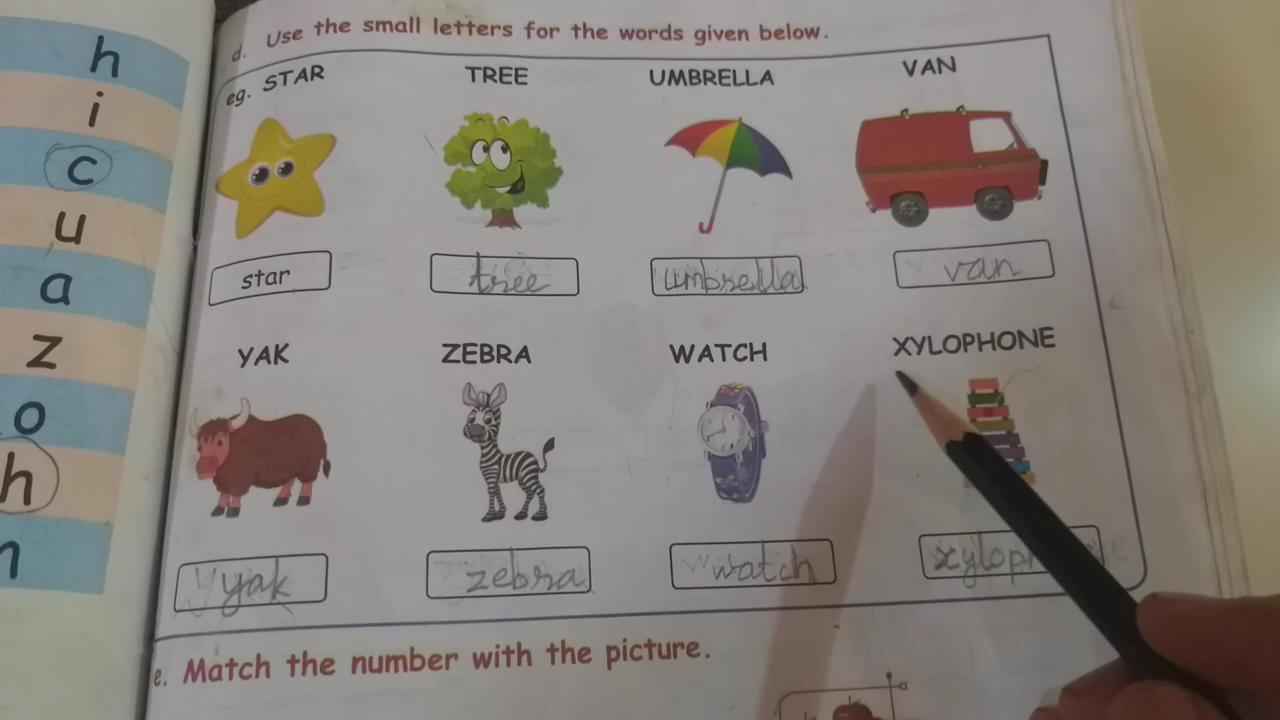 h
i
c
u
a
z
o
h
d. Use the small letters for the words given below.
eg. STAR TREE UMBRELLA VAN
star tree umbrella van
YAK ZEBRA WATCH XYLOPHONE
yak zebra watch
e. Match the number with the picture.